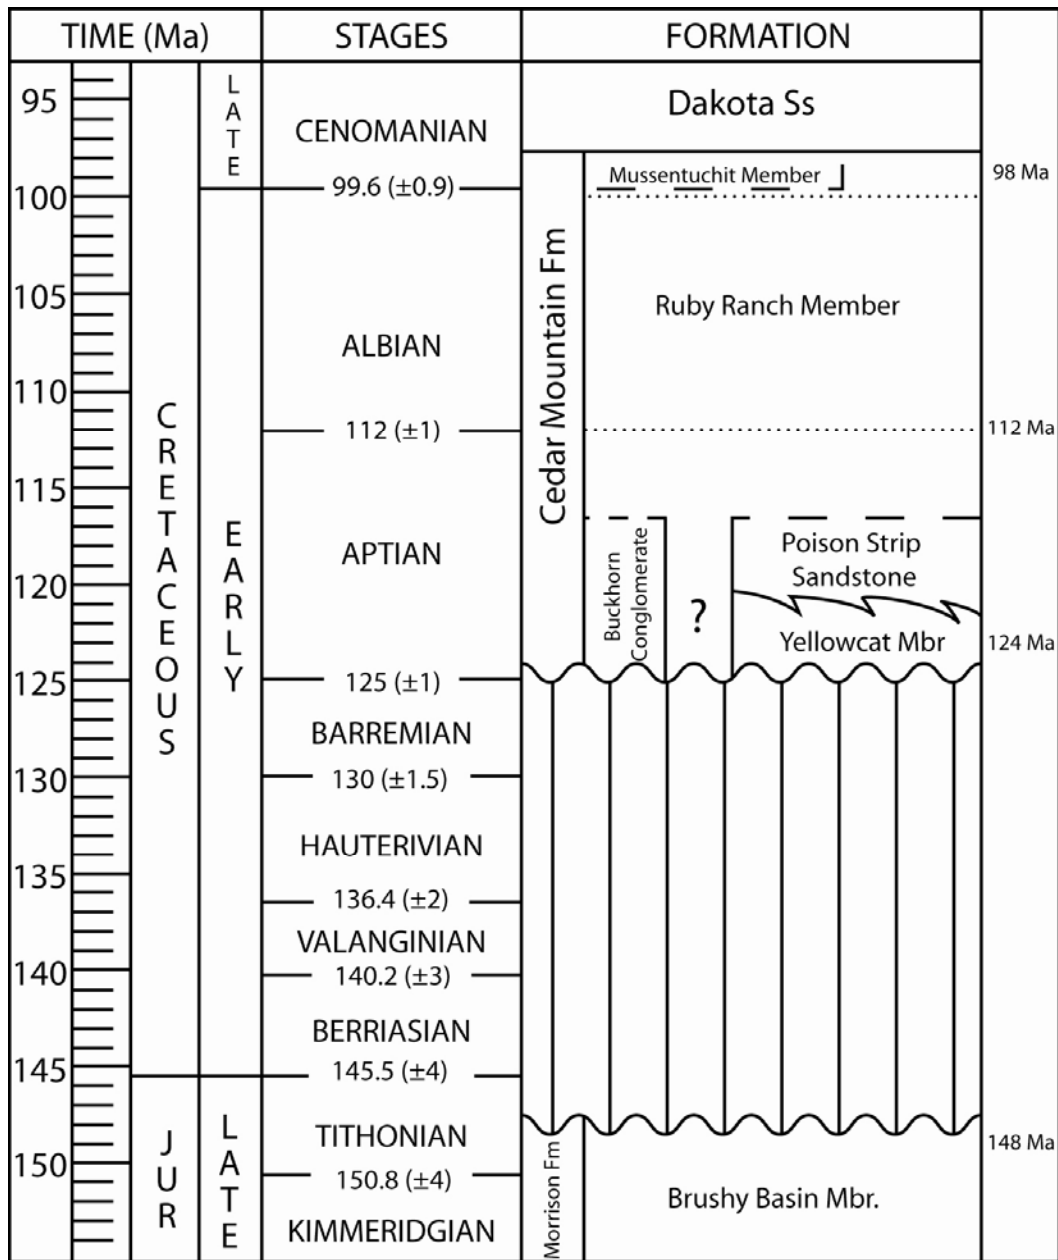 TIME (Ma)
STAGES
FORMATION
95
100
105
110
115
120
125
130
135
140
145
150
CRETACEOUS
JUR
LATE
EARLY
LATE
CENOMANIAN
99.6 (±0.9)
ALBIAN
112 (±1)
APTIAN
125 (±1)
BARREMIAN
130 (±1.5)
HAUTERIVIAN
136.4 (±2)
VALANGINIAN
140.2 (±3)
BERRIASIAN
145.5 (±4)
TITHONIAN
150.8 (±4)
KIMMERIDGIAN
Dakota Ss
Cedar Mountain Fm
Mussentuchit Member
Ruby Ranch Member
Buckhorn
Conglomerate
?
Poison Strip
Sandstone
Yellowcat Mbr
Morrison Fm
Brushy Basin Mbr.
98 Ma
112 Ma
124 Ma
148 Ma